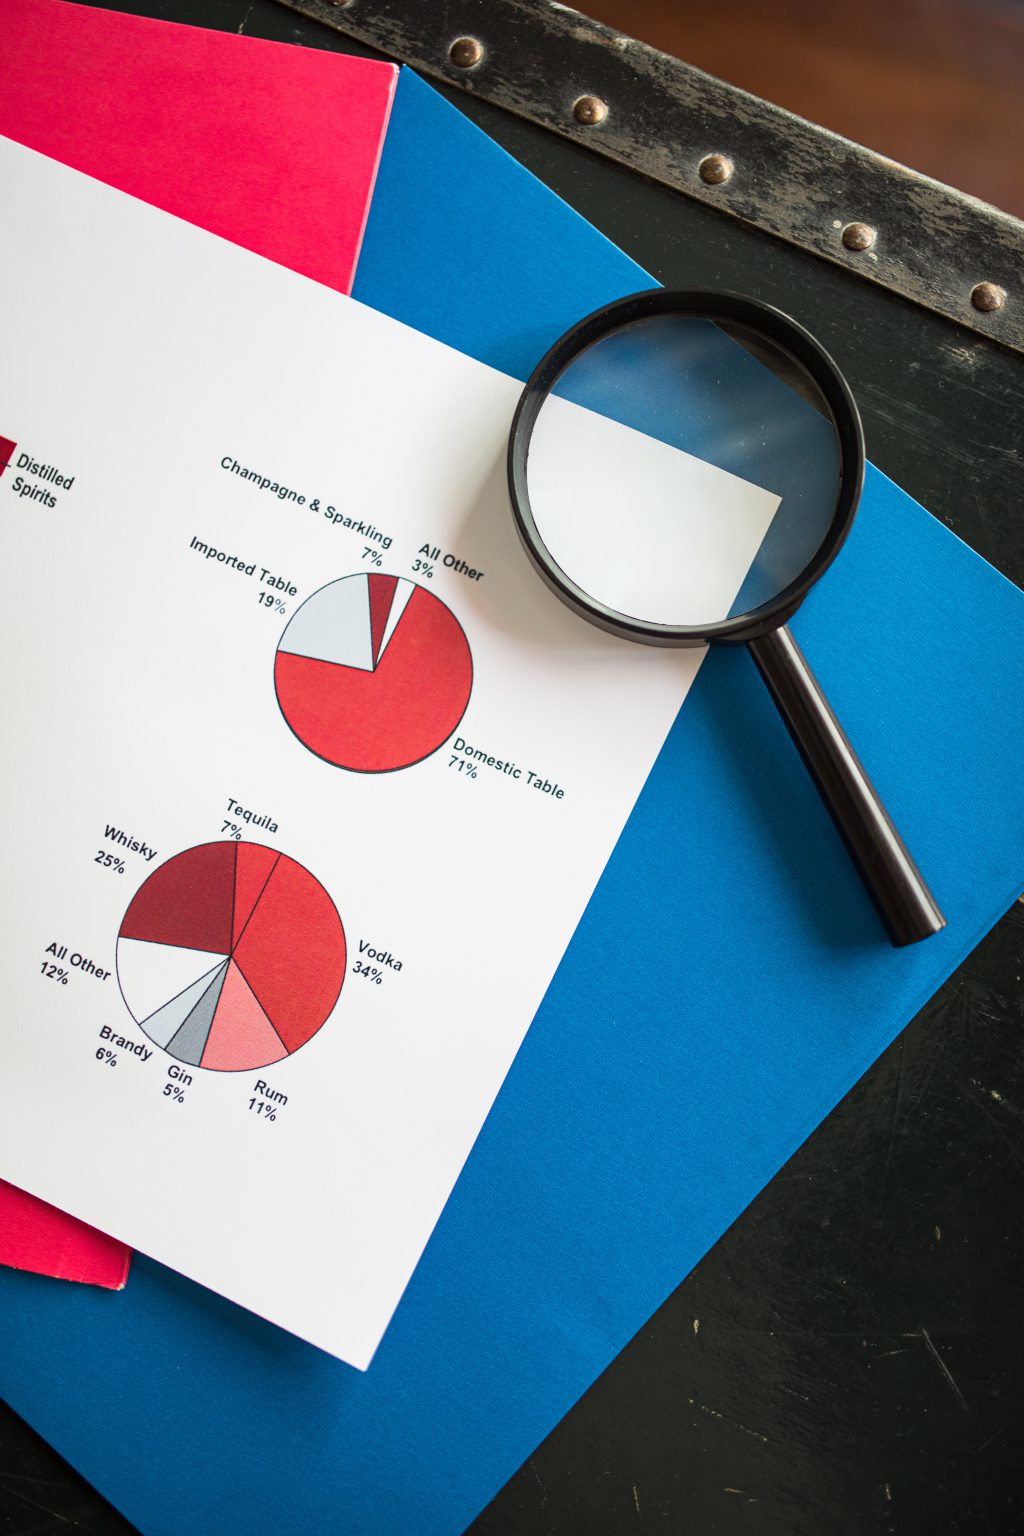 Distilled
Spirits
Champagne & Sparkling
7%
All Other
3%
Imported Table
19%
Domestic Table
71%
Tequila
7%
Whisky
25%
Vodka
34%
All Other
12%
Brandy
6%
Gin
5%
Rum
11%